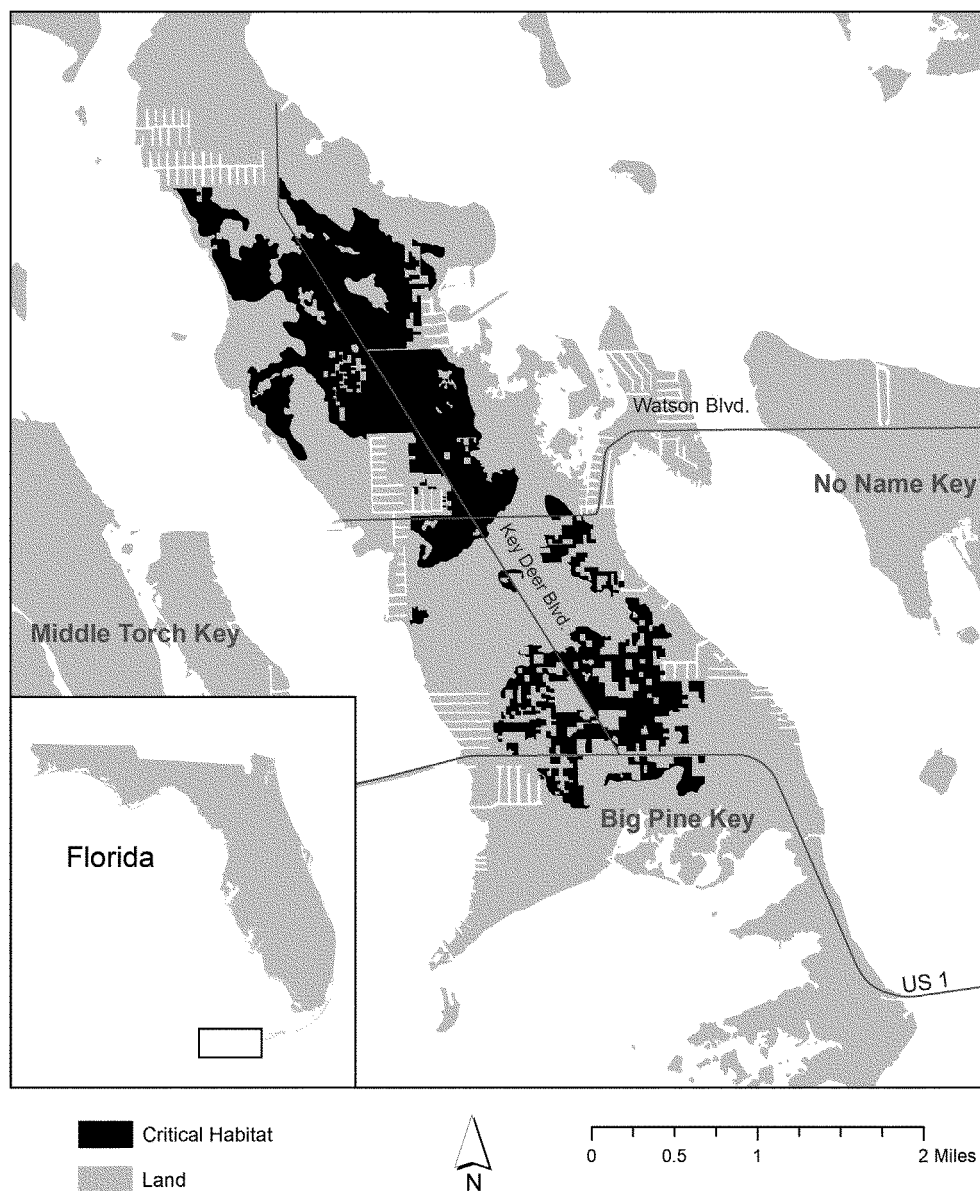 Watson Blvd.
No Name Key
Key Deer Blvd.
Middle Torch Key
Big Pine Key
Florida
US 1
Critical Habitat
Land
N
0 0.5 1 2 Miles